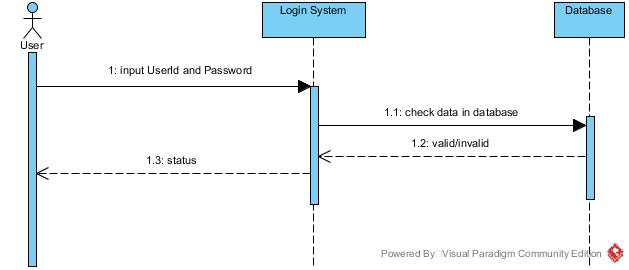 Login System
Database
User
1: input UserId and Password
1.1: check data in database
1.2: valid/invalid
1.3: status
Powered By Visual Paradigm Community Edition